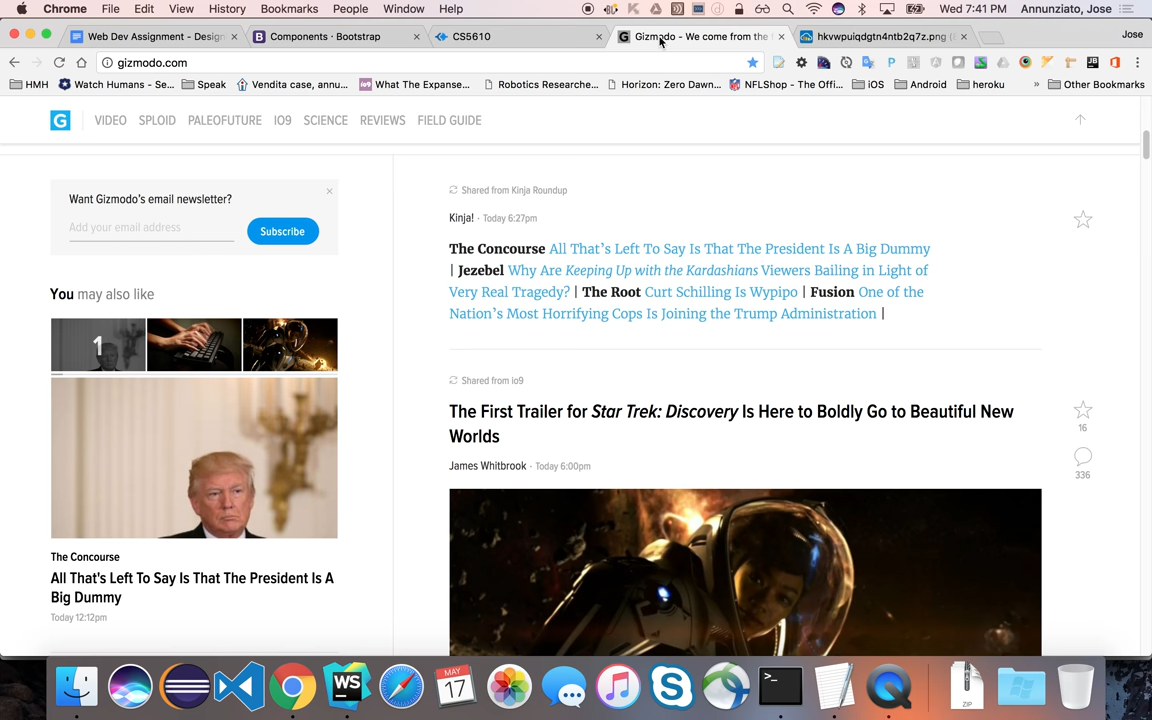 Chrome File Edit View History Bookmarks People Window Help Wed 7:41 PM Annunziato, Jose
Web Dev Assignment - Design Components · Bootstrap CS5610 Gizmodo - We come from the hkvwpuiqdgtn4ntb2q7z.png Jose
gizmodo.com
HMH Watch Humans - Se... Speak Vendita case, annu... What The Expanse... Robotics Researche... Horizon: Zero Dawn... NFLShop - The Offi... iOS Android heroku » Other Bookmarks
G VIDEO SPLOID PALEOFUTURE IO9 SCIENCE REVIEWS FIELD GUIDE
Want Gizmodo's email newsletter?
Add your email address
Subscribe
You may also like
1
The Concourse
All That's Left To Say Is That The President Is A
Big Dummy
Today 12:12pm
Shared from Kinja Roundup
Kinja! - Today 6:27pm
The Concourse All That's Left To Say Is That The President Is A Big Dummy
| Jezebel Why Are Keeping Up with the Kardashians Viewers Bailing in Light of
Very Real Tragedy? | The Root Curt Schilling Is Wypipo | Fusion One of the
Nation's Most Horrifying Cops Is Joining the Trump Administration |
Shared from io9
The First Trailer for Star Trek: Discovery Is Here to Boldly Go to Beautiful New
Worlds
James Whitbrook - Today 6:00pm
16
336
WS
MAY
17
>_
ZIP